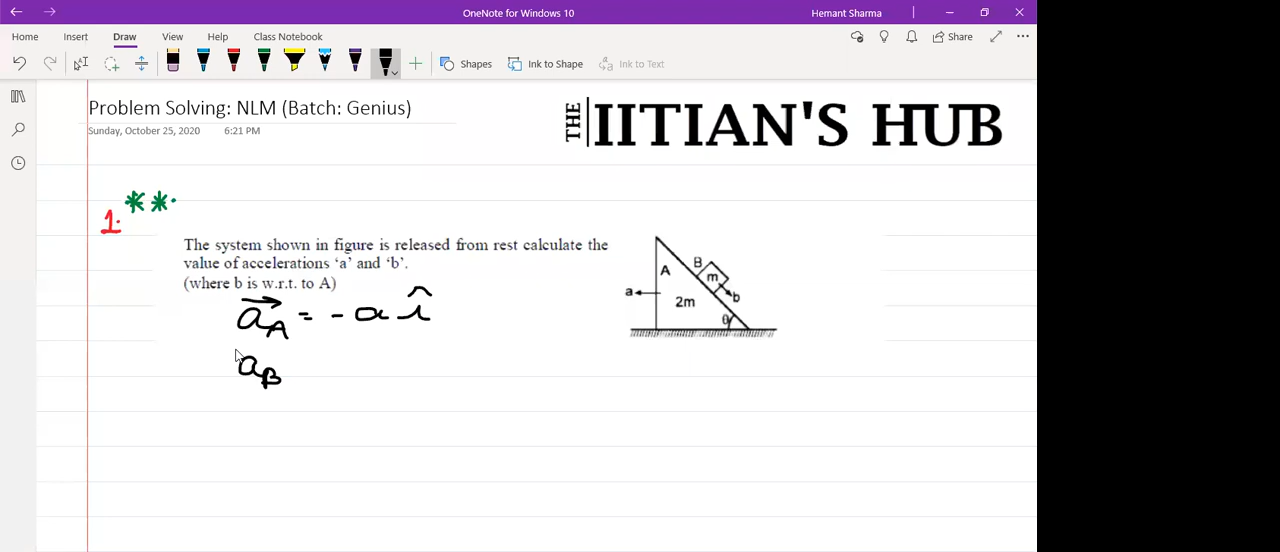 OneNote for Windows 10
Hemant Sharma
Home Insert Draw View Help Class Notebook
Share
Shapes Ink to Shape Ink to Text
Problem Solving: NLM (Batch: Genius)
Sunday, October 25, 2020 6:21 PM
THE IITIAN'S HUB
1. **.
The system shown in figure is released from rest calculate the
value of accelerations 'a' and 'b'.
(where b is w.r.t. to A)
a_A = - a î
a_B
A
B
m
a
b
2m
θ